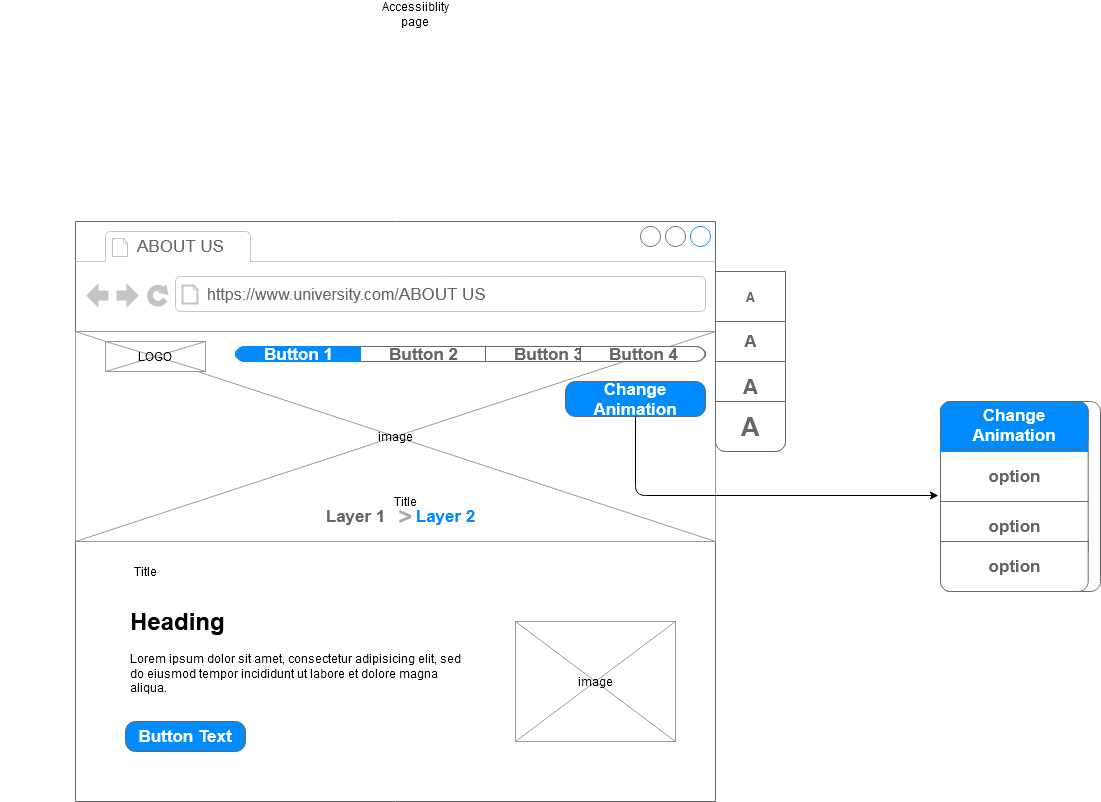 Accessiiblity
page
ABOUT US
https://www.university.com/ABOUT US
LOGO
Button 1
Button 2
Button 3
Button 4
Change
Animation
A
A
A
A
image
Title
Layer 1 > Layer 2
Change
Animation
option
option
option
Title
Heading
Lorem ipsum dolor sit amet, consectetur adipisicing elit, sed
do eiusmod tempor incididunt ut labore et dolore magna
aliqua.
image
Button Text